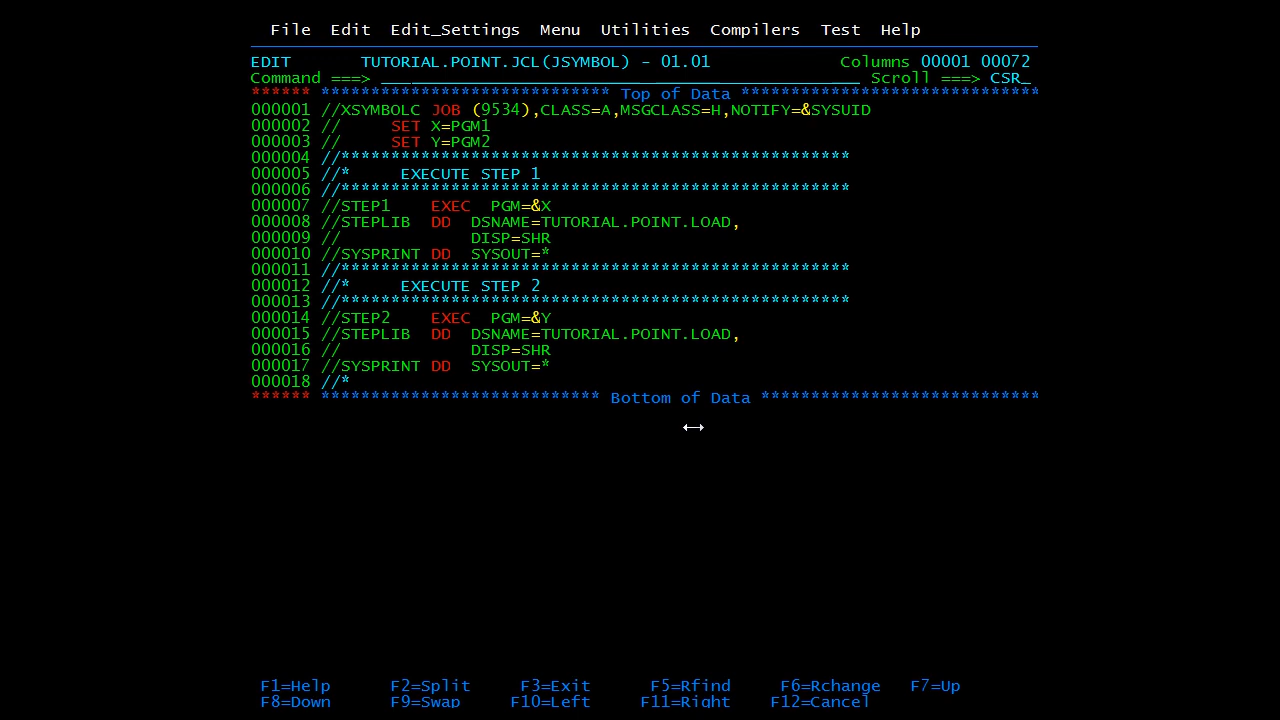 File  Edit  Edit_Settings  Menu  Utilities  Compilers  Test  Help
EDIT       TUTORIAL.POINT.JCL(JSYMBOL) - 01.01             Columns 00001 00072
Command ===> ________________________________________________ Scroll ===> CSR_
****** ***************************** Top of Data ******************************
000001 //XSYMBOLC JOB (9534),CLASS=A,MSGCLASS=H,NOTIFY=&SYSUID
000002 //     SET X=PGM1
000003 //     SET Y=PGM2
000004 //***************************************************
000005 //*     EXECUTE STEP 1
000006 //***************************************************
000007 //STEP1    EXEC  PGM=&X
000008 //STEPLIB  DD  DSNAME=TUTORIAL.POINT.LOAD,
000009 //             DISP=SHR
000010 //SYSPRINT DD  SYSOUT=*
000011 //***************************************************
000012 //*     EXECUTE STEP 2
000013 //***************************************************
000014 //STEP2    EXEC  PGM=&Y
000015 //STEPLIB  DD  DSNAME=TUTORIAL.POINT.LOAD,
000016 //             DISP=SHR
000017 //SYSPRINT DD  SYSOUT=*
000018 //*
****** **************************** Bottom of Data ****************************
F1=Help      F2=Split     F3=Exit      F5=Rfind     F6=Rchange   F7=Up
F8=Down      F9=Swap     F10=Left     F11=Right    F12=Cancel